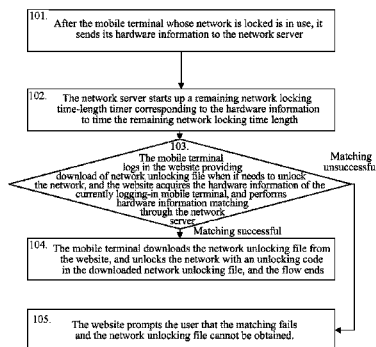 101.
After the mobile terminal whose network is locked is in use, it
sends its hardware information to the network server
102.
The network server starts up a remaining network locking
time-length timer corresponding to the hardware information
to time the remaining network locking time length
103.
The mobile terminal
logs in the website providing
download of network unlocking file when it needs to unlock
the network, and the website acquires the hardware information of the
currently logging-in mobile terminal, and performs
hardware information matching
through the network
server
Matching
unsuccessful
Matching successful
104.
The mobile terminal downloads the network unlocking file from
the website, and unlocks the network with an unlocking code
in the downloaded network unlocking file, and the flow ends
105.
The website prompts the user that the matching fails
and the network unlocking file cannot be obtained.